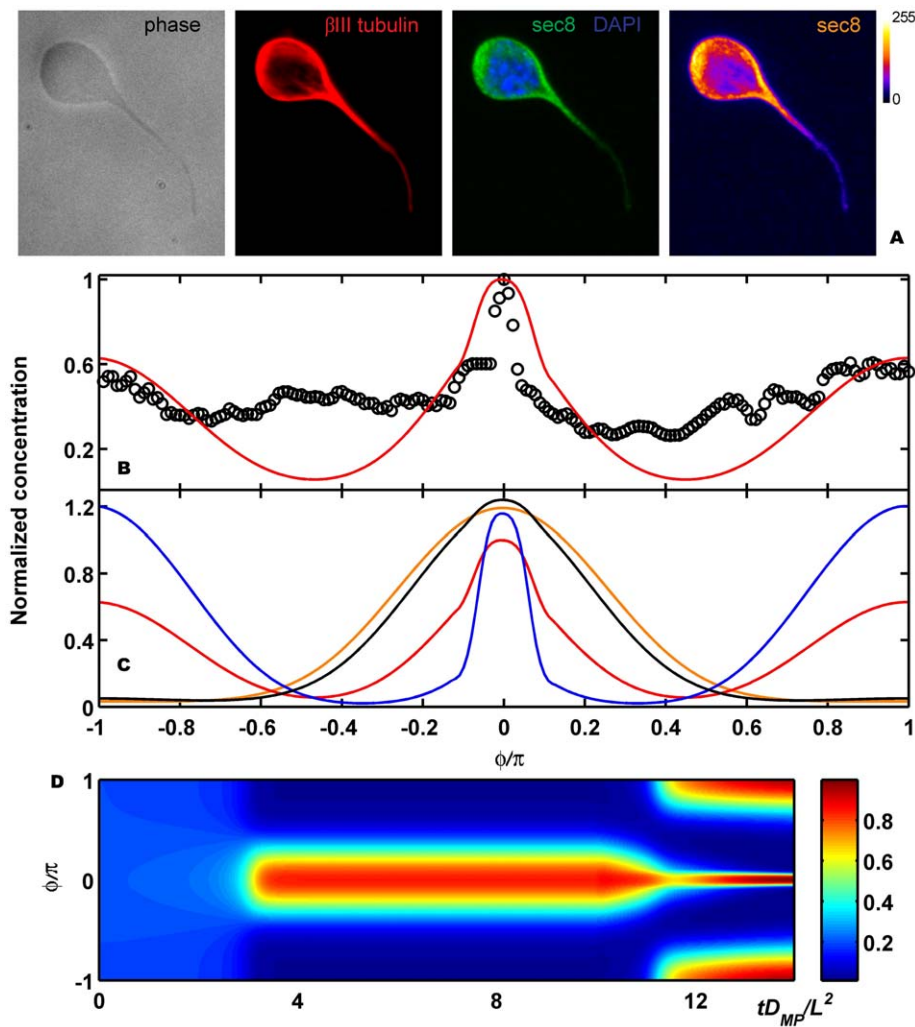 phase
βIII tubulin
sec8 DAPI
sec8
255
0
A
Normalized concentration
1
0.6
0.2
B
1.2
0.8
0.4
0
C
-1 -0.8 -0.6 -0.4 -0.2 0 0.2 0.4 0.6 0.8 1
ϕ/π
D
1
0
-1
ϕ/π
0 4 8 12 tD_MP/L²
0.8
0.6
0.4
0.2